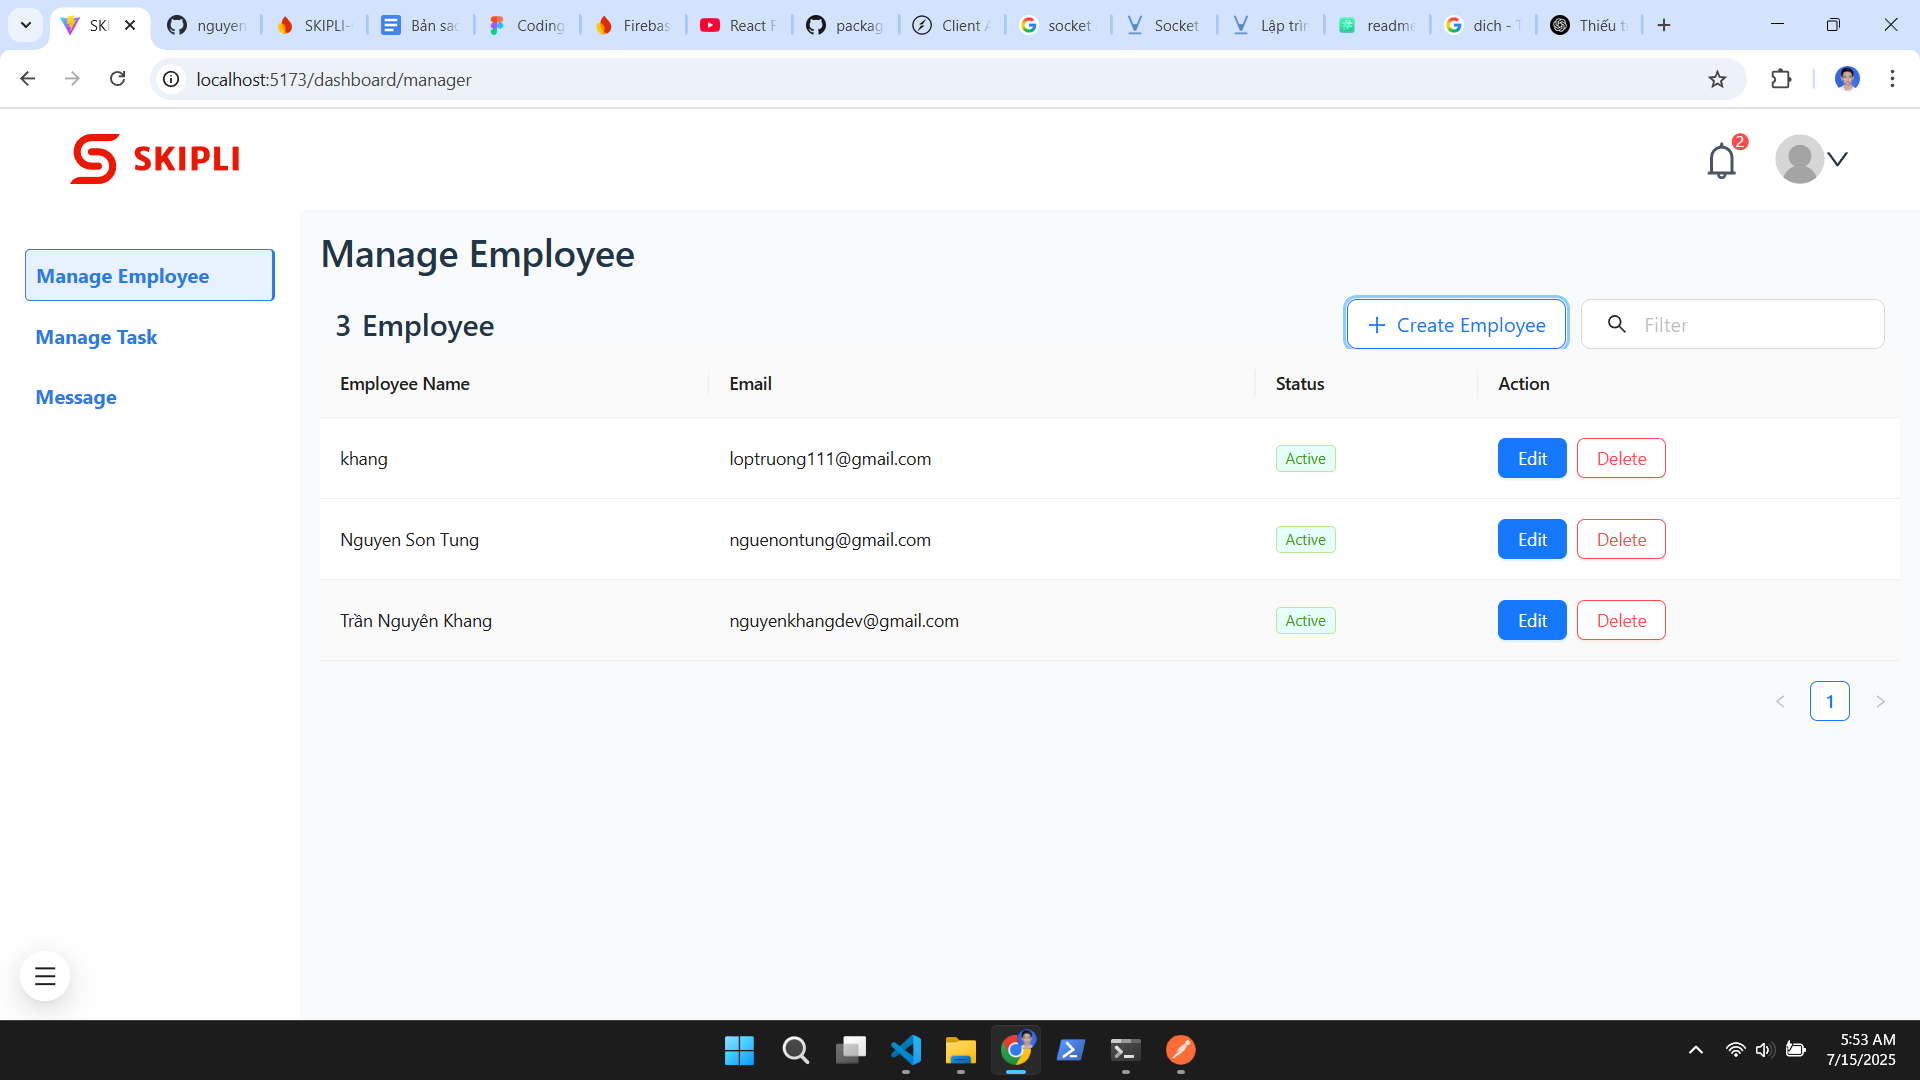 SKI
nguyen
SKIPLI-
Bản sao
Coding
Firebas
React F
packag
Client A
socket
Socket
Lập trìn
readme
dich - T
Thiếu t
localhost:5173/dashboard/manager
SKIPLI
2
Manage Employee
Manage Task
Message
Manage Employee
3 Employee
Create Employee
Filter
Employee Name Email Status Action
khang loptruong111@gmail.com Active Edit Delete
Nguyen Son Tung nguenontung@gmail.com Active Edit Delete
Trần Nguyên Khang nguyenkhangdev@gmail.com Active Edit Delete
1
5:53 AM
7/15/2025